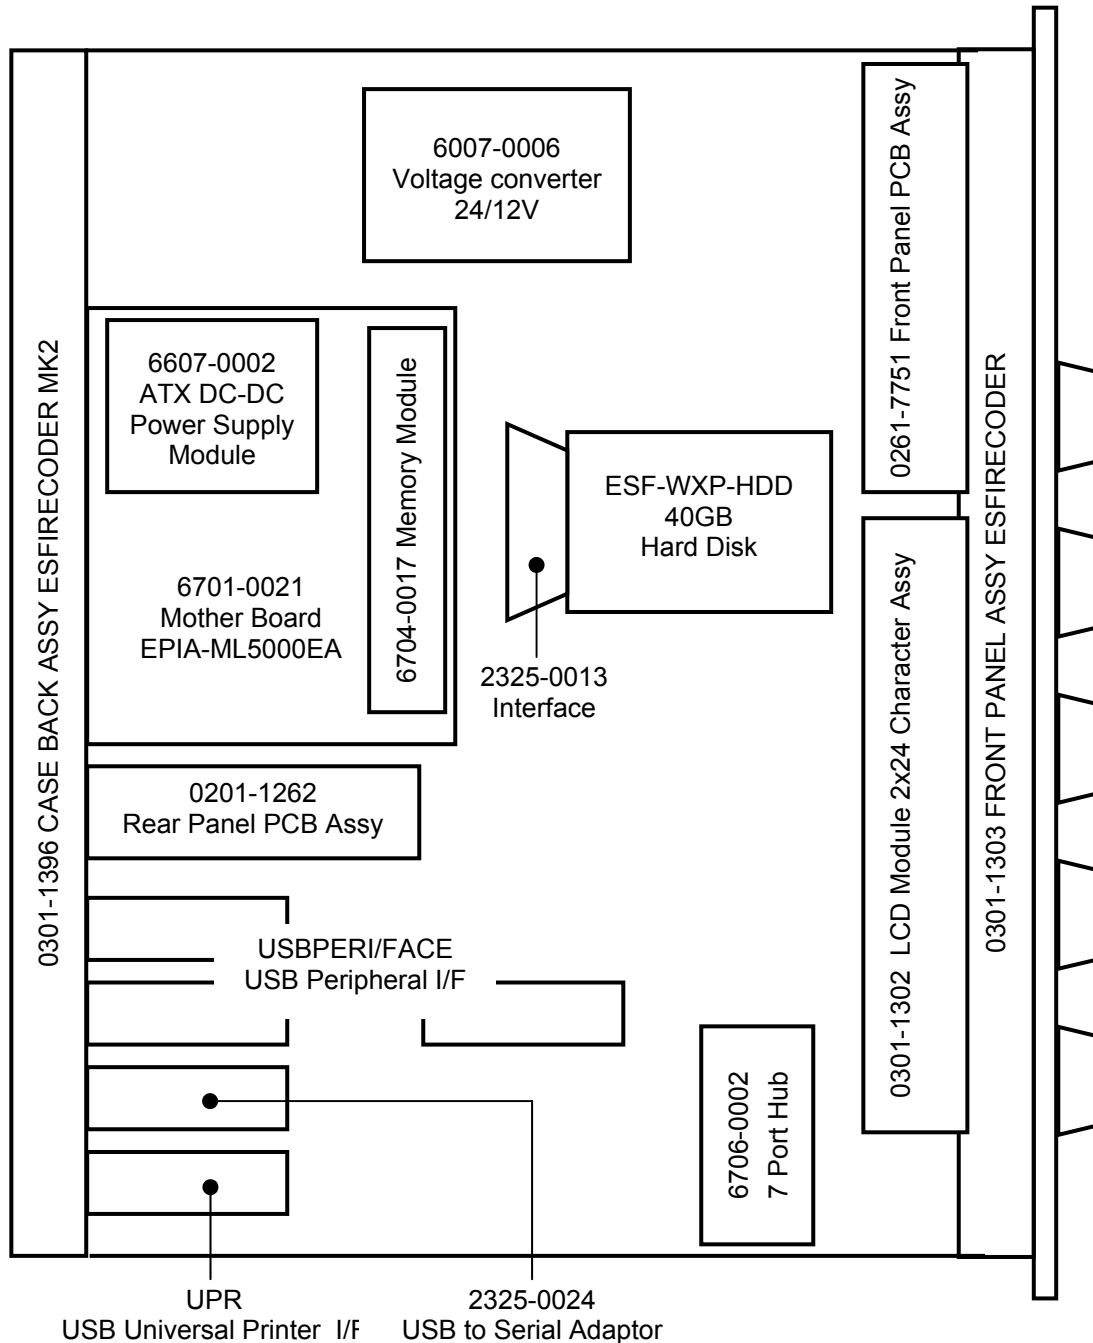 6007-0006
Voltage converter
24/12V
0261-7751 Front Panel PCB Assy
0301-1396 CASE BACK ASSY ESFIRECODER MK2
6607-0002
ATX DC-DC
Power Supply
Module
6704-0017 Memory Module
ESF-WXP-HDD
40GB
Hard Disk
0301-1303 FRONT PANEL ASSY ESFIRECODER
6701-0021
Mother Board
EPIA-ML5000EA
2325-0013
Interface
0301-1302 LCD Module 2x24 Character Assy
0201-1262
Rear Panel PCB Assy
USBPERI/FACE
USB Peripheral I/F
6706-0002
7 Port Hub
UPR
USB Universal Printer I/F
2325-0024
USB to Serial Adaptor